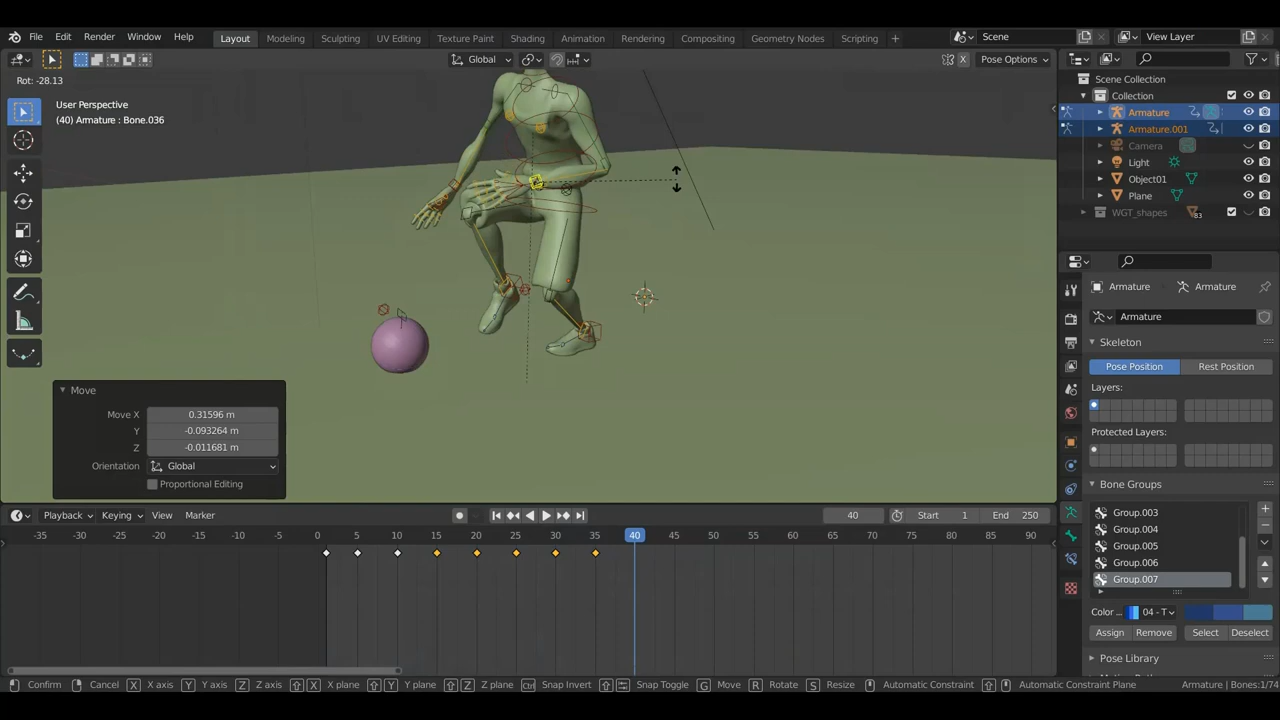 File Edit Render Window Help Layout Modeling Sculpting UV Editing Texture Paint Shading Animation Rendering Compositing Geometry Nodes Scripting + Scene View Layer
Global Pose Options
Rot: -28.13
User Perspective
(40) Armature : Bone.036
Scene Collection
Collection
Armature
Armature.001
Camera
Light
Object01
Plane
WGT_shapes 83
Armature Armature
Armature
Skeleton
Pose Position Rest Position
Layers:
Protected Layers:
Bone Groups
Group.003
Group.004
Group.005
Group.006
Group.007
Color ... 04 - T
Assign Remove Select Deselect
Pose Library
Move
Move X 0.31596 m
Y -0.093264 m
Z -0.011681 m
Orientation Global
Proportional Editing
Playback Keying View Marker 40 Start 1 End 250
-35 -30 -25 -20 -15 -10 -5 0 5 10 15 20 25 30 35 40 45 50 55 60 65 70 75 80 85 90
Confirm Cancel X X axis Y Y axis Z Z axis X X plane Y Y plane Z Z plane Ctrl Snap Invert Snap Toggle G Move R Rotate S Resize Automatic Constraint Automatic Constraint Plane Armature | Bones:1/74